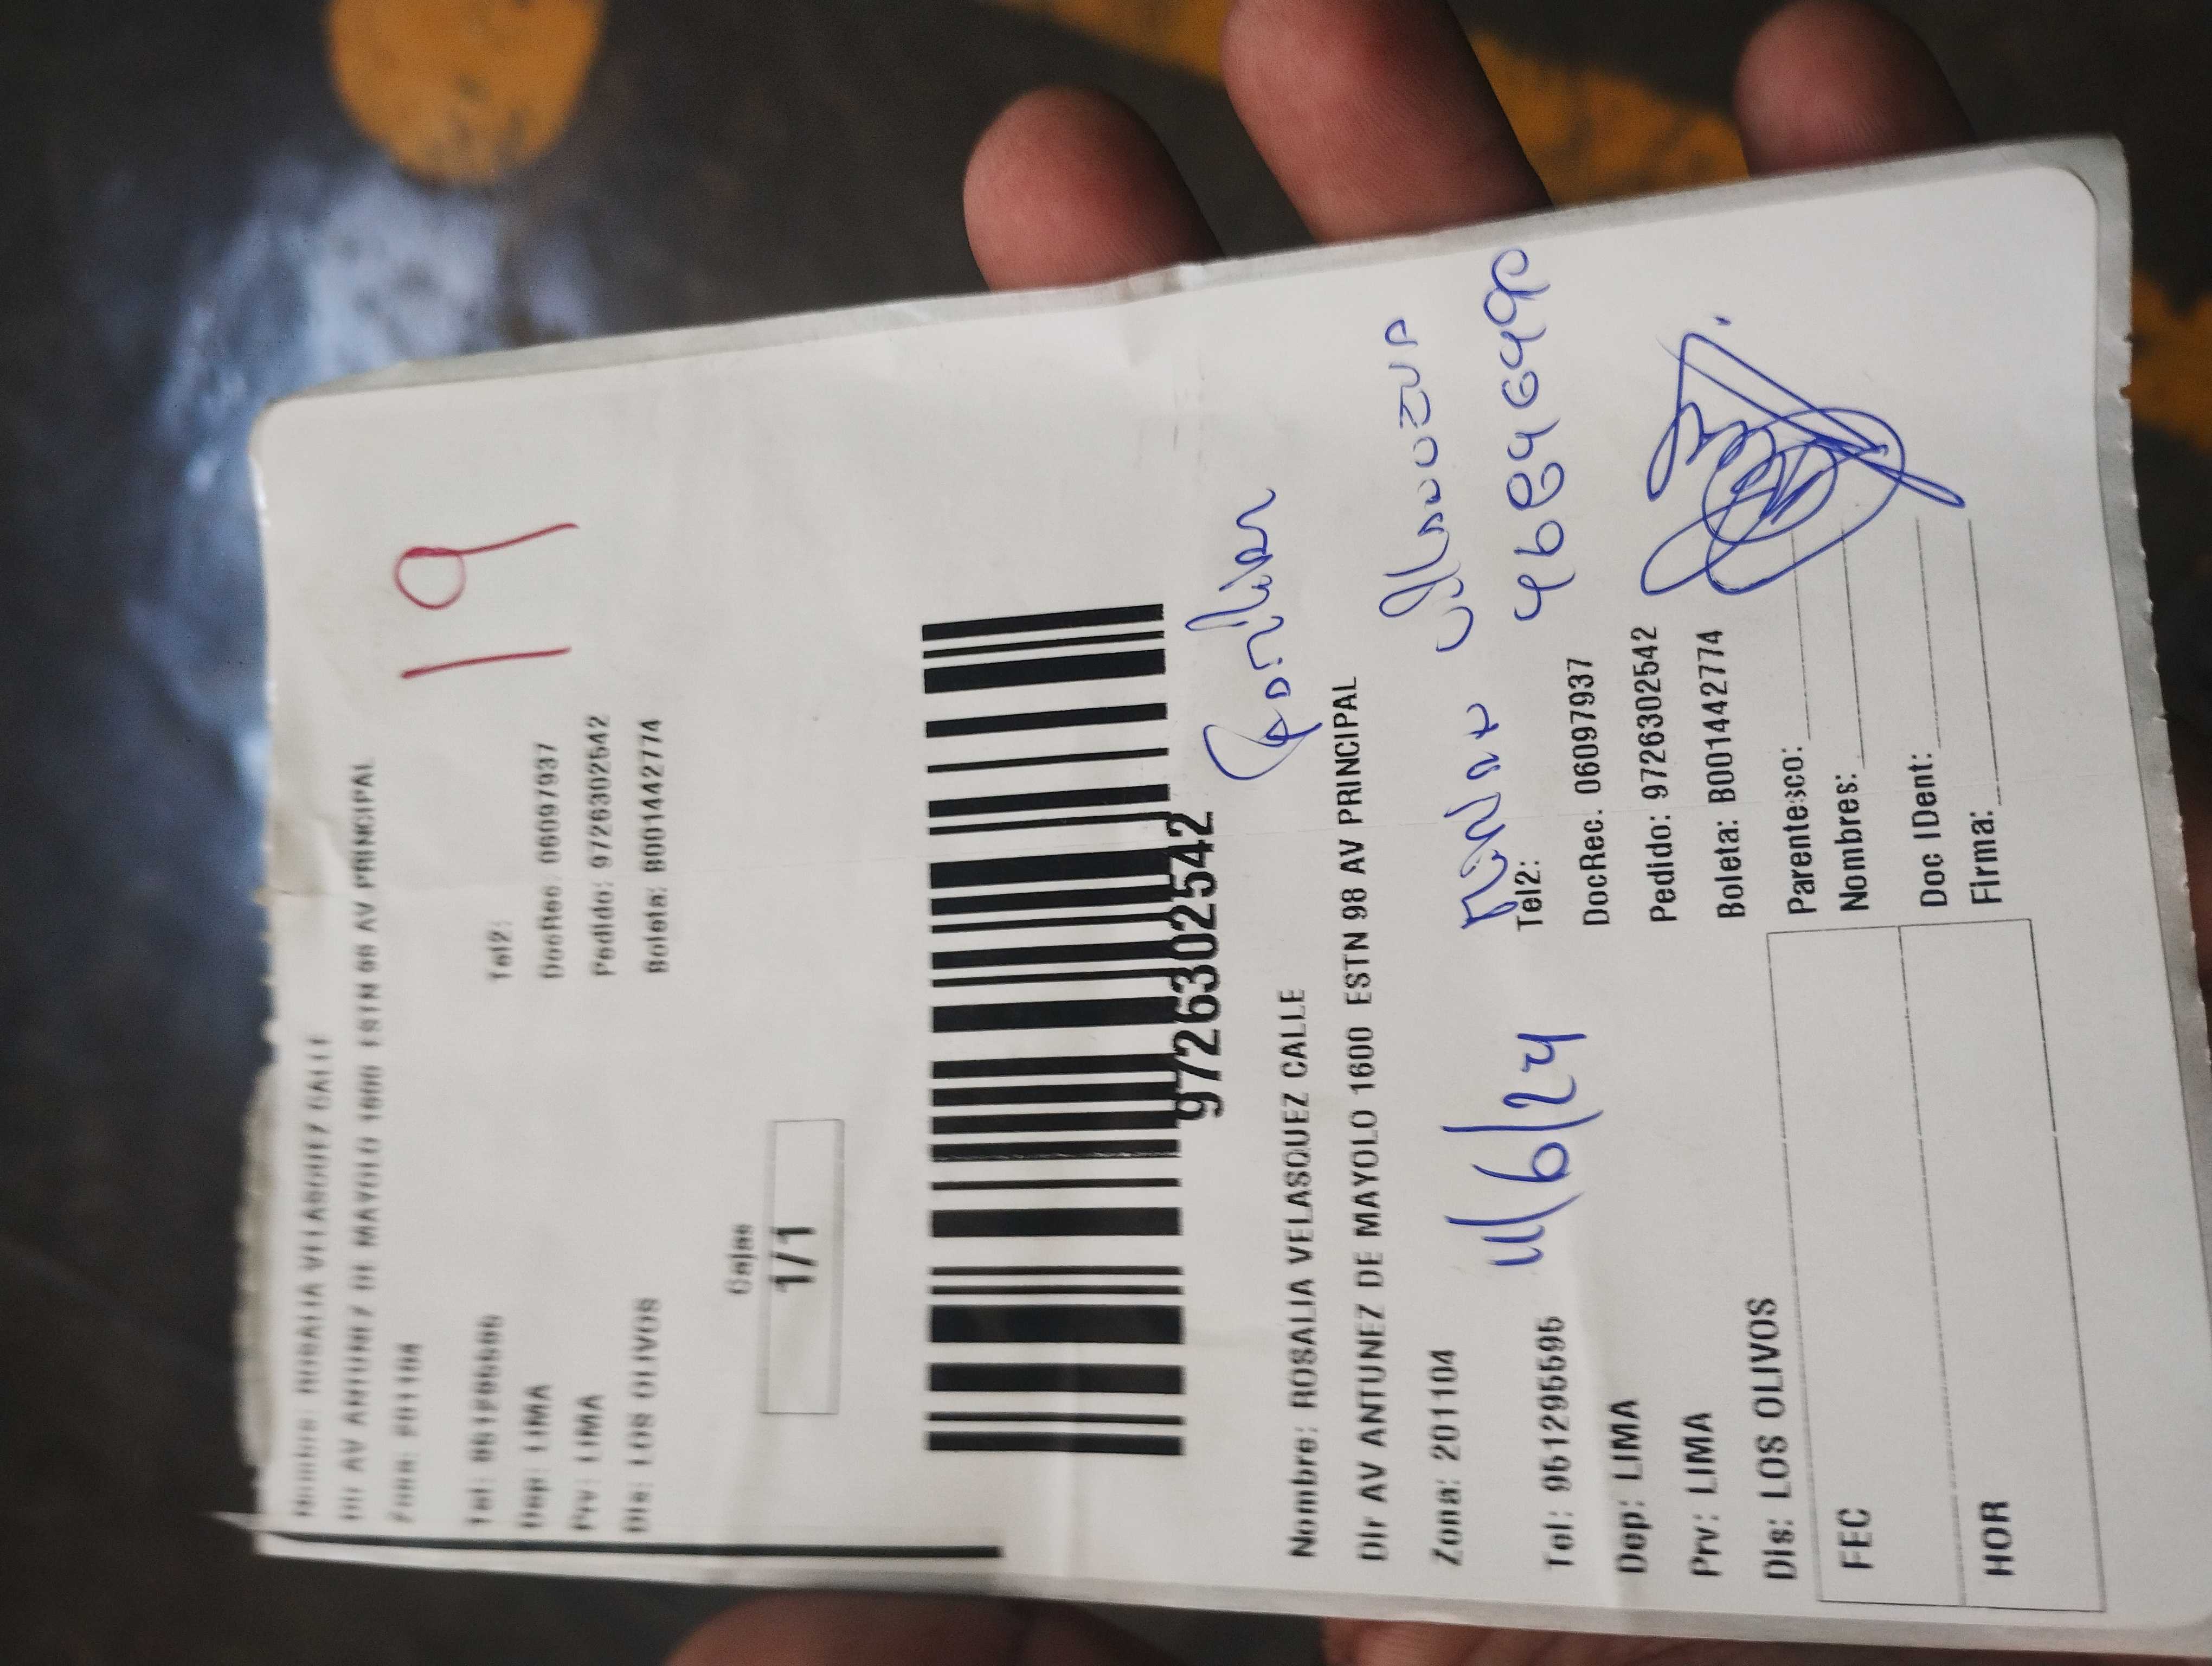 Nombre: ROSALIA VELASQUEZ CALLE
Dir AV ANTUNEZ DE MAYOLO 1600 ESTN 98 AV PRINCIPAL
Zona: 201104
19
Tel: 951295595 Tel2:
Dep: LIMA DocRec: 06097937
Prv: LIMA Pedido: 9726302542
Dis: LOS OLIVOS Boleta: B001442774
Cajas
1/1
9726302542
Nombre: ROSALIA VELASQUEZ CALLE
Dir AV ANTUNEZ DE MAYOLO 1600 ESTN 98 AV PRINCIPAL
Zona: 201104
11/6/24
Tel: 951295595 Tel2:
Dep: LIMA DocRec: 06097937
Prv: LIMA Pedido: 9726302542
Dis: LOS OLIVOS Boleta: B001442774
FEC Parentesco:
Nombres:
HOR Doc IDent:
Firma: